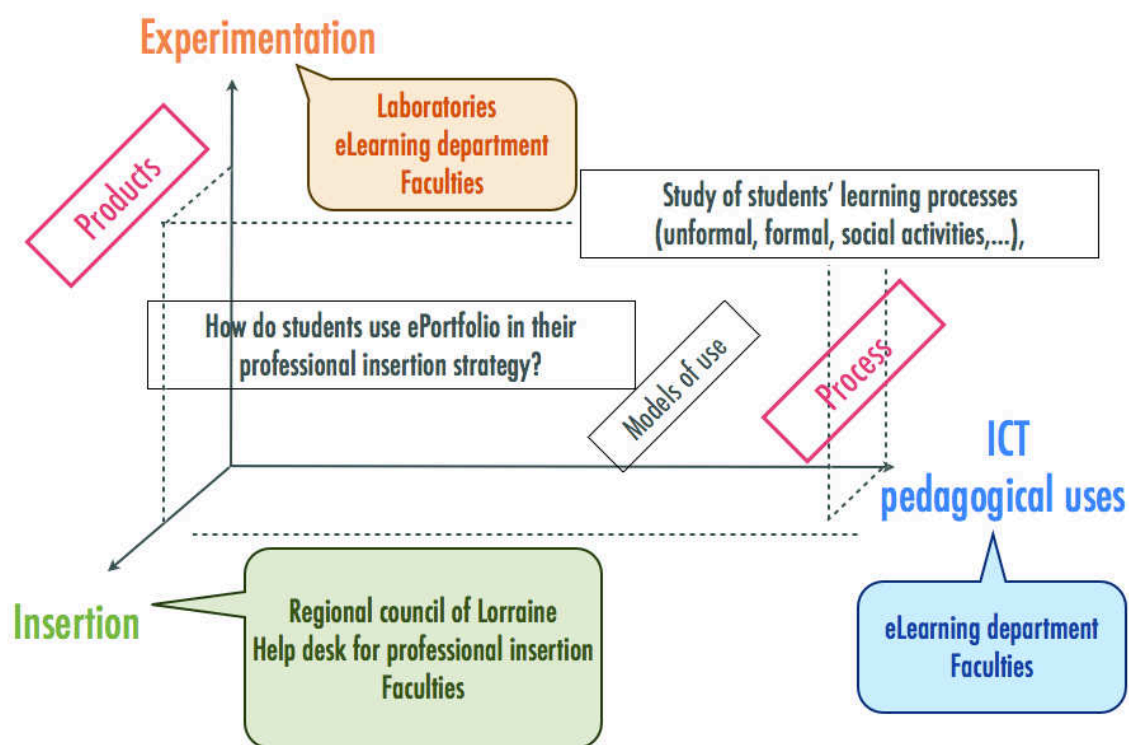 Experimentation
Laboratories
eLearning department
Faculties
Products
Study of students’ learning processes
(unformal, formal, social activities,...),
How do students use ePortfolio in their
professional insertion strategy?
Models of use
Process
ICT
pedagogical uses
Insertion
Regional council of Lorraine
Help desk for professional insertion
Faculties
eLearning department
Faculties